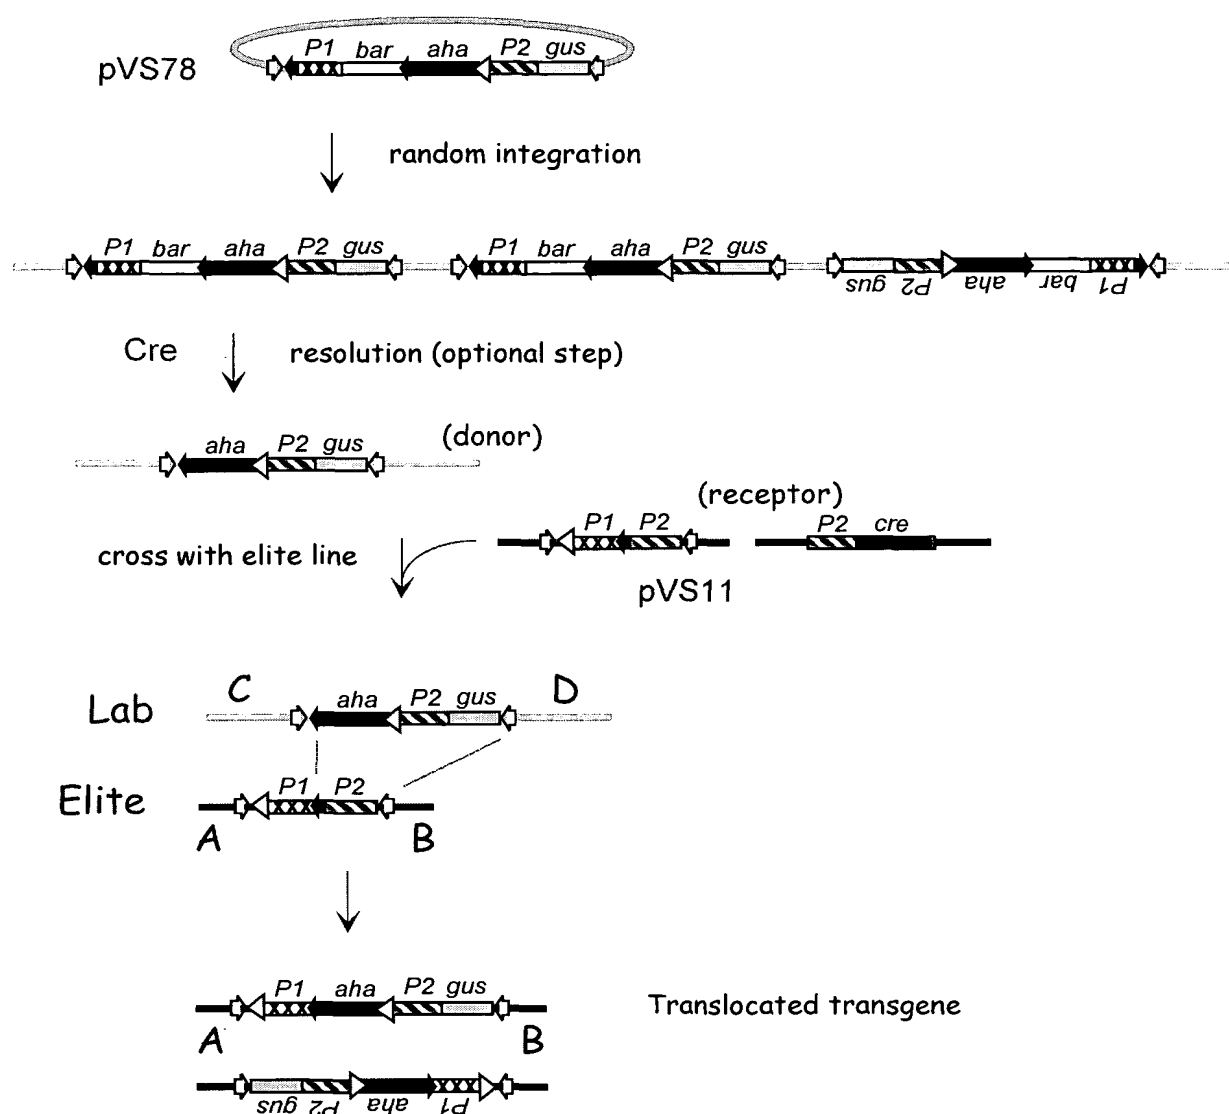 P1 bar aha P2 gus
pVS78
random integration
P1 bar aha P2 gus P1 bar aha P2 gus
gus P2 aha bar P1
Cre resolution (optional step)
aha P2 gus (donor)
(receptor)
P1 P2 P2 cre
cross with elite line
pVS11
C aha P2 gus D
Lab
P1 P2
Elite
A B
P1 aha P2 gus
Translocated transgene
A B
gus P2 aha P1